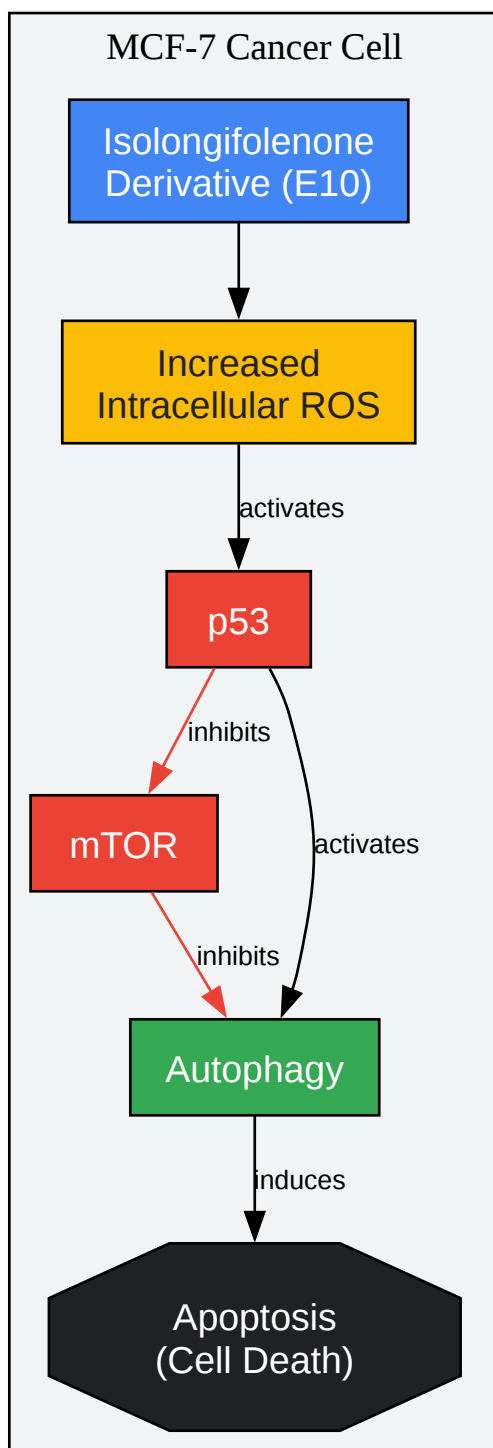 MCF-7 Cancer Cell
Isolongifolenone
Derivative (E10)
Increased
Intracellular ROS
activates
p53
inhibits
mTOR
activates
inhibits
Autophagy
induces
Apoptosis
(Cell Death)